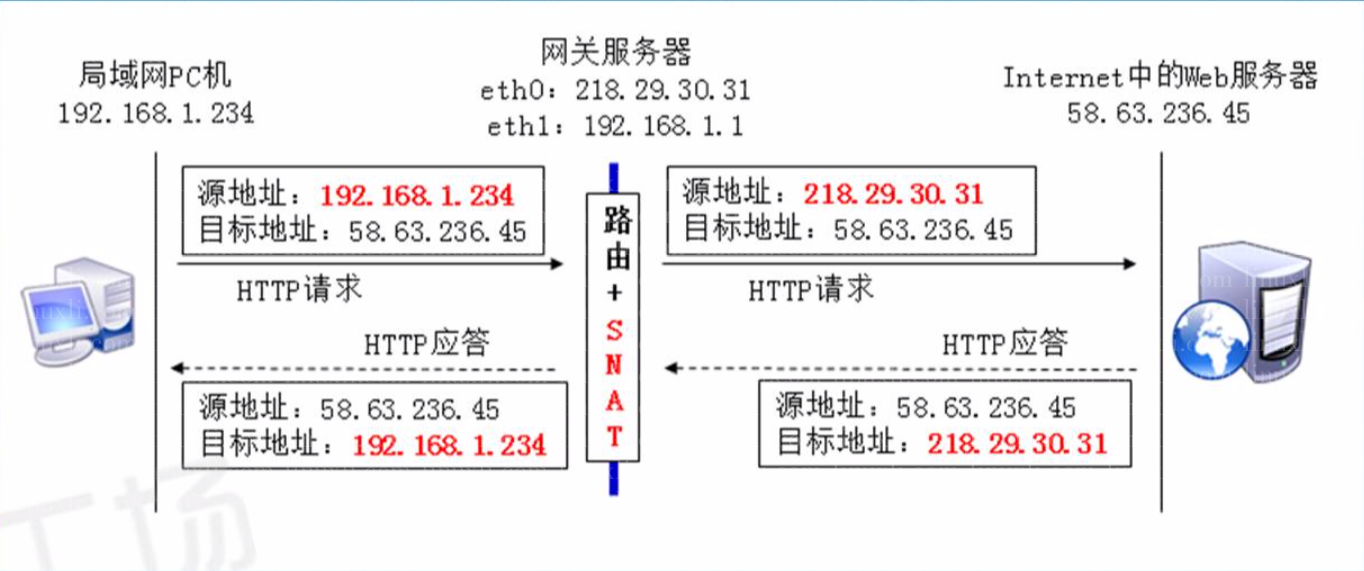 局域网PC机
192.168.1.234
网关服务器
eth0：218.29.30.31
eth1：192.168.1.1
Internet中的Web服务器
58.63.236.45
源地址：192.168.1.234
目标地址：58.63.236.45
HTTP请求
路由+SNAT
源地址：218.29.30.31
目标地址：58.63.236.45
HTTP请求
HTTP应答
源地址：58.63.236.45
目标地址：192.168.1.234
HTTP应答
源地址：58.63.236.45
目标地址：218.29.30.31
工场